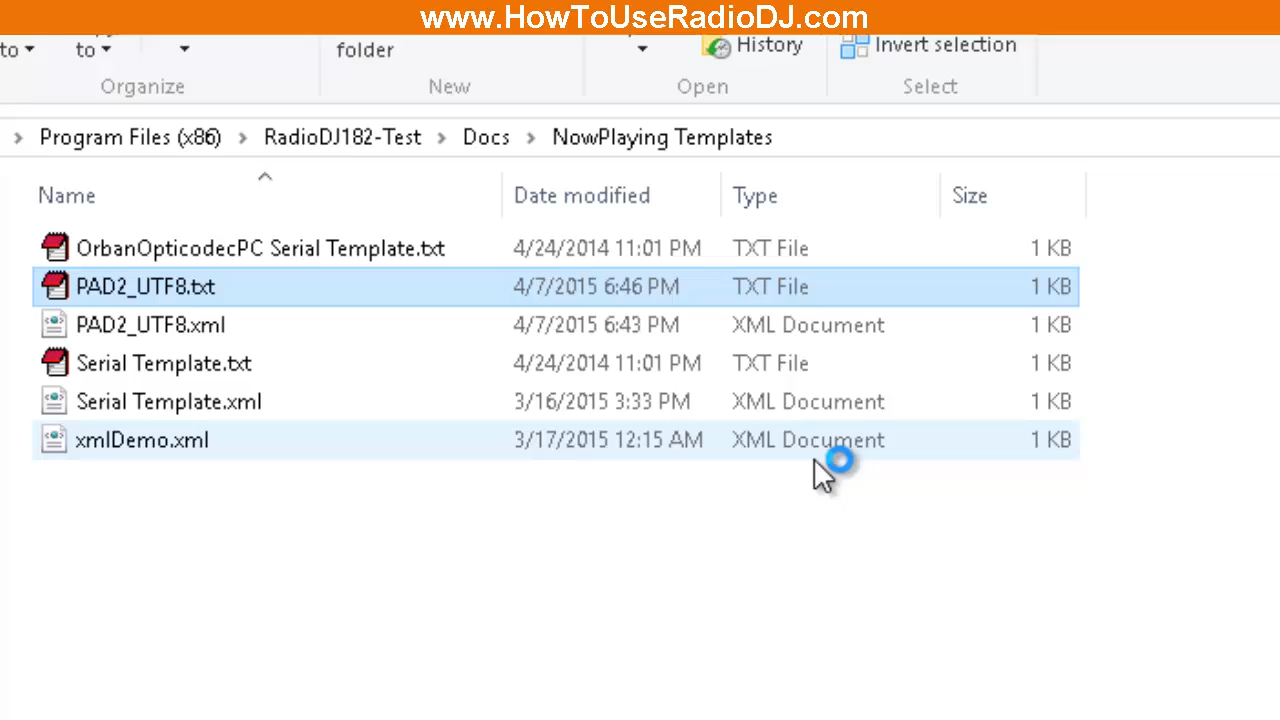 www.HowToUseRadioDJ.com
to to folder History Invert selection
Organize New Open Select
Program Files (x86) RadioDJ182-Test Docs NowPlaying Templates
Name Date modified Type Size
OrbanOpticodecPC Serial Template.txt 4/24/2014 11:01 PM TXT File 1 KB
PAD2_UTF8.txt 4/7/2015 6:46 PM TXT File 1 KB
PAD2_UTF8.xml 4/7/2015 6:43 PM XML Document 1 KB
Serial Template.txt 4/24/2014 11:01 PM TXT File 1 KB
Serial Template.xml 3/16/2015 3:33 PM XML Document 1 KB
xmlDemo.xml 3/17/2015 12:15 AM XML Document 1 KB